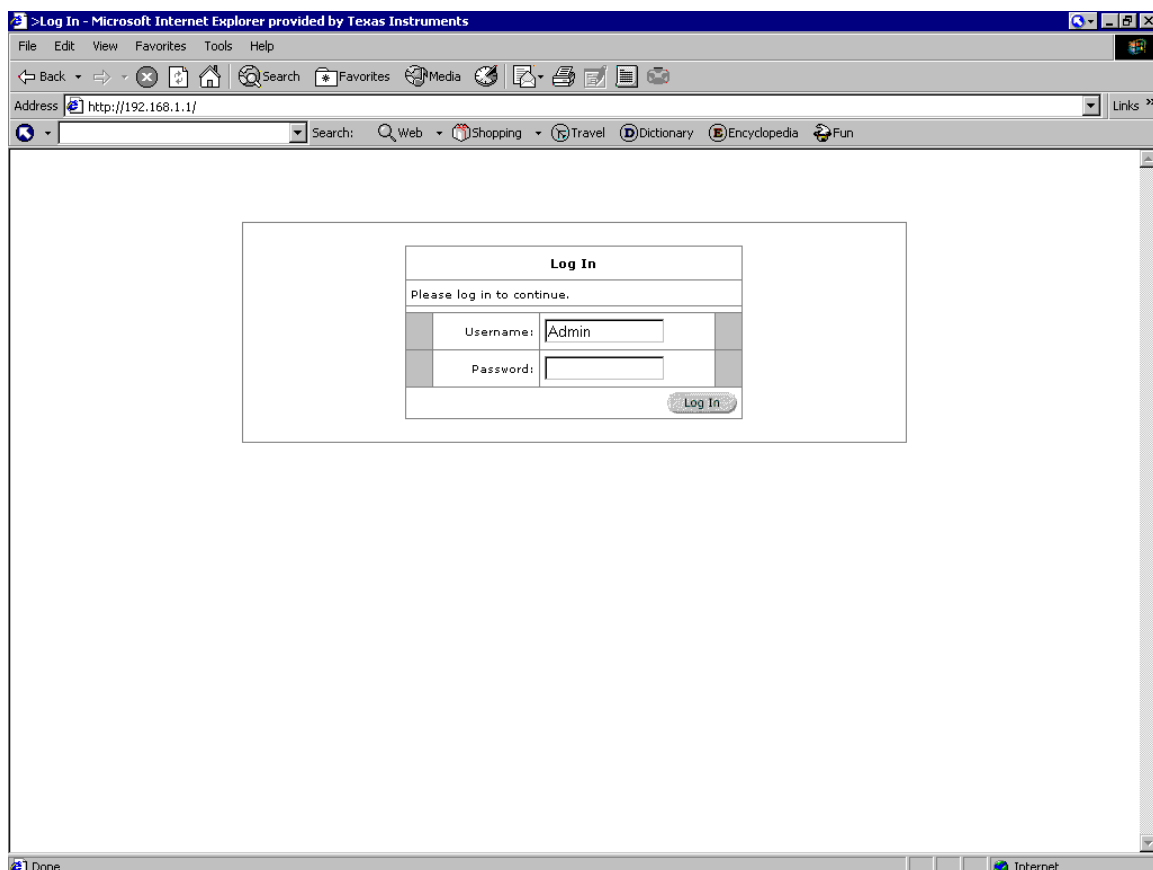 >Log In - Microsoft Internet Explorer provided by Texas Instruments
File Edit View Favorites Tools Help
Back Search Favorites Media
Address http://192.168.1.1/ Links »
Search: Web Shopping Travel Dictionary Encyclopedia Fun
Log In
Please log in to continue.
Username: Admin
Password:
Log In
Done Internet